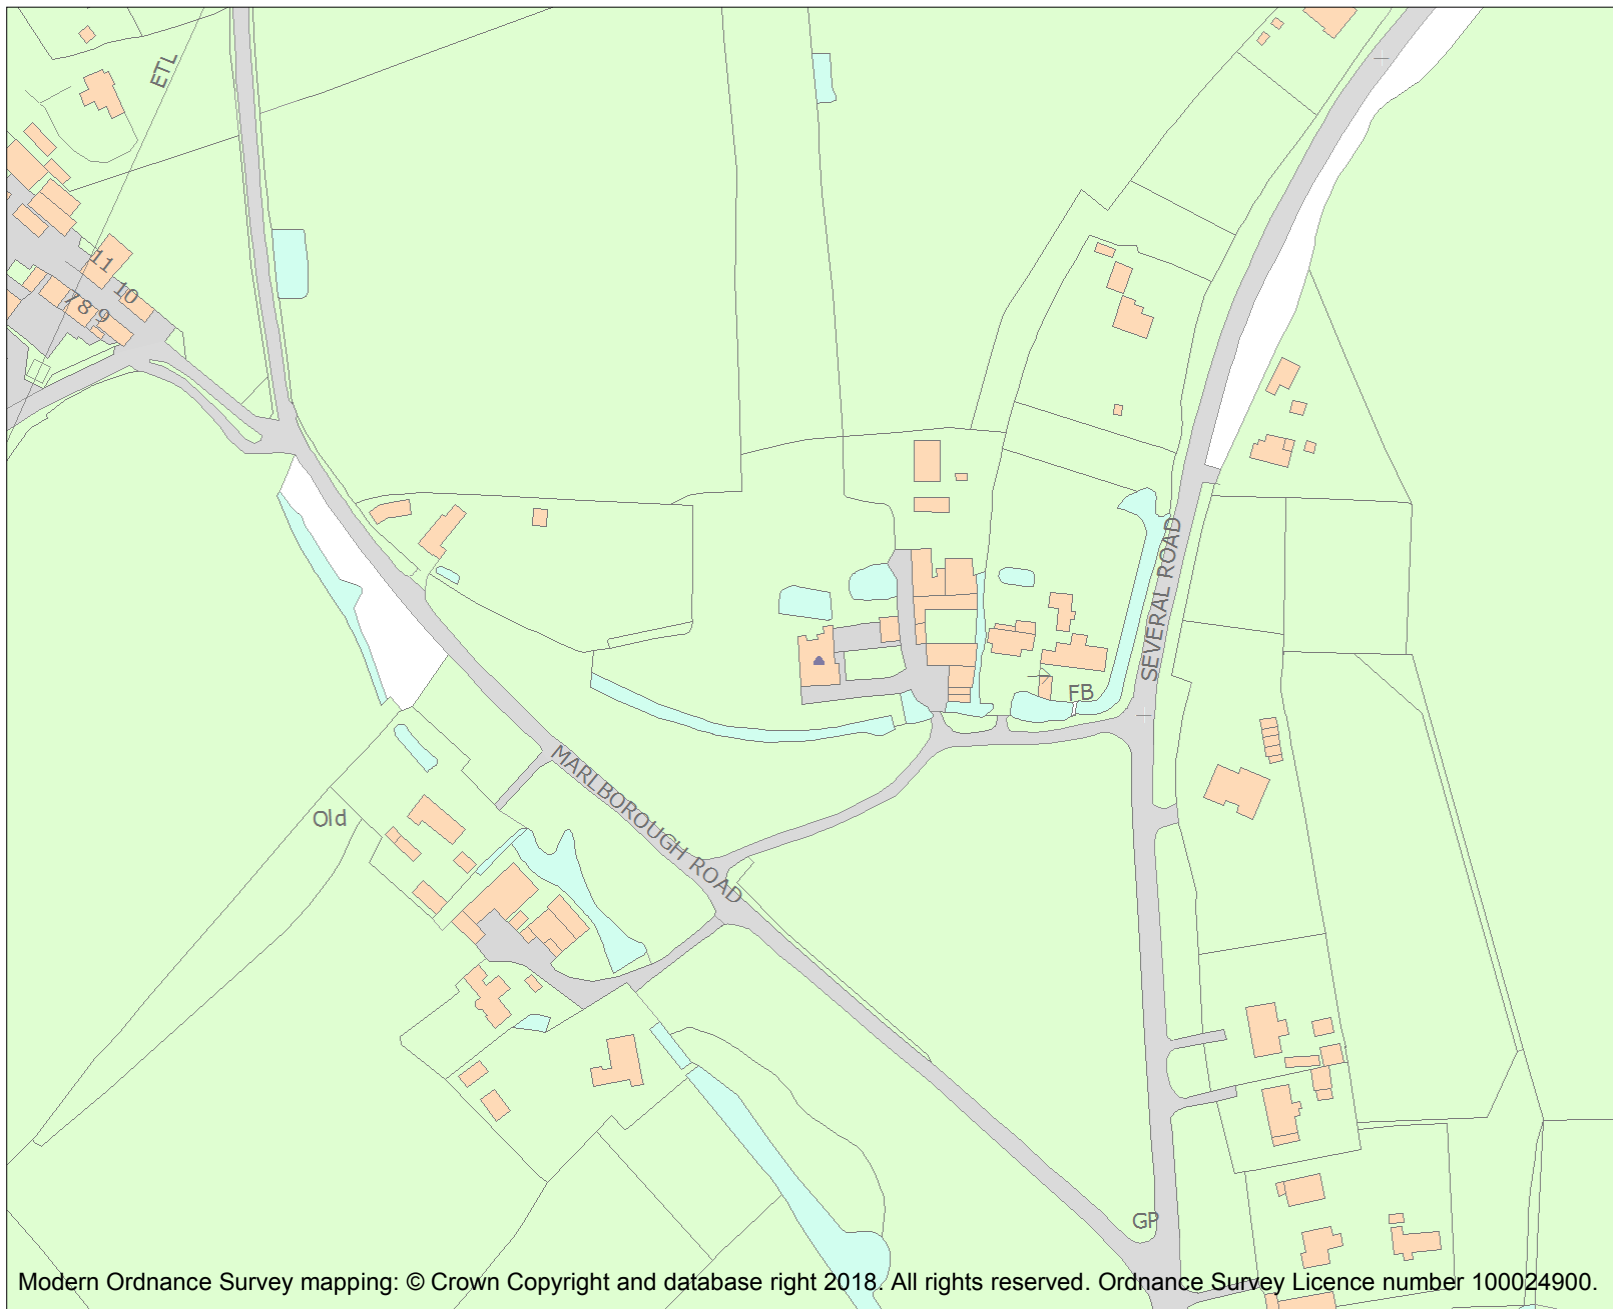 ETL
11
10
7
8
9
SEVERAL ROAD
FB
MARLBOROUGH ROAD
Old
GP
Modern Ordnance Survey mapping: © Crown Copyright and database right 2018. All rights reserved. Ordnance Survey Licence number 100024900.